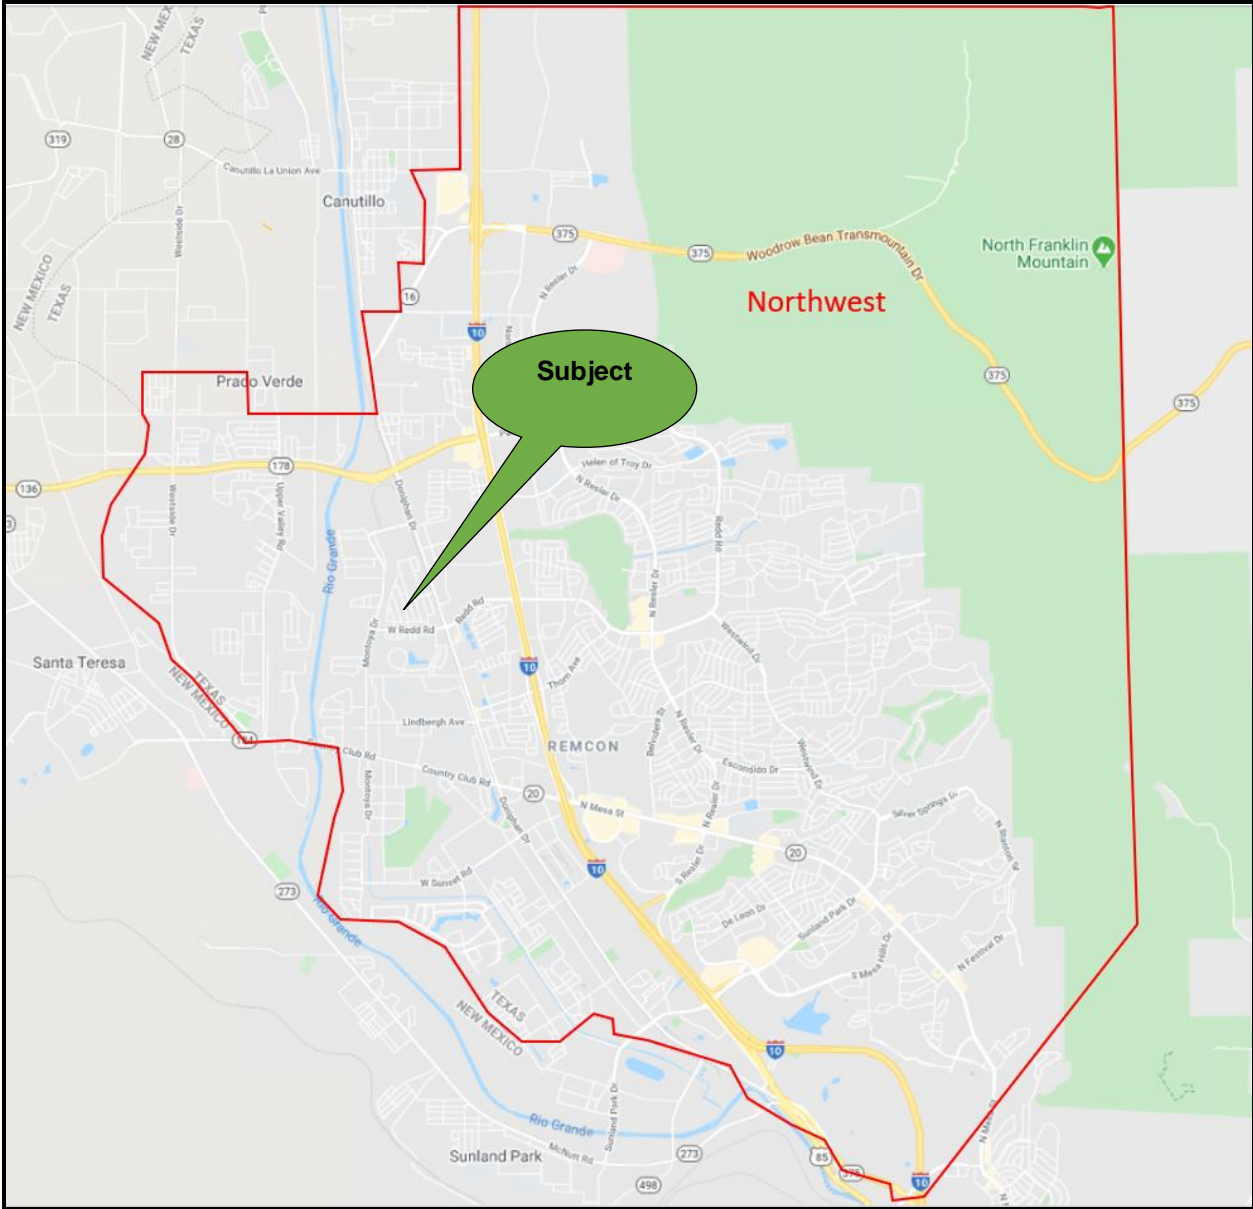 NEW MEX
TEXAS
319
28
Canutillo La Union Ave
Canutillo
Westside Dr
375
375
Woodrow Bean Transmountain Dr
North Franklin
Mountain
N Resler Dr
NEW MEXICO
TEXAS
16
Northwest
10
Subject
Prado Verde
375
375
136
178
Helen of Troy Dr
N Resler Dr
Westside Dr
Upper Valley Rd
Doniphan Dr
Redd Rd
Rio Grande
N Resler Dr
W Redd Rd
Redd Rd
Montoya Dr
Westwind Dr
Santa Teresa
10
Thorn Ave
TEXAS
NEW MEXICO
Lindbergh Ave
REMCON
Belvidere St
N Resler Dr
Westwind Dr
Country Club Rd
Country Club Rd
Escondido Dr
Montoya Dr
20
N Mesa St
Doniphan Dr
N Resler Dr
Silver Springs Dr
N Stanton St
20
10
W Sunset Rd
S Resler Dr
273
Rio Grande
De Leon Dr
Sunland Park Dr
S Mesa Hills Dr
N Festival Dr
TEXAS
NEW MEXICO
10
Sunland Park Dr
Rio Grande
N Mesa St
Sunland Park
McNutt Rd
273
85
375
498
10